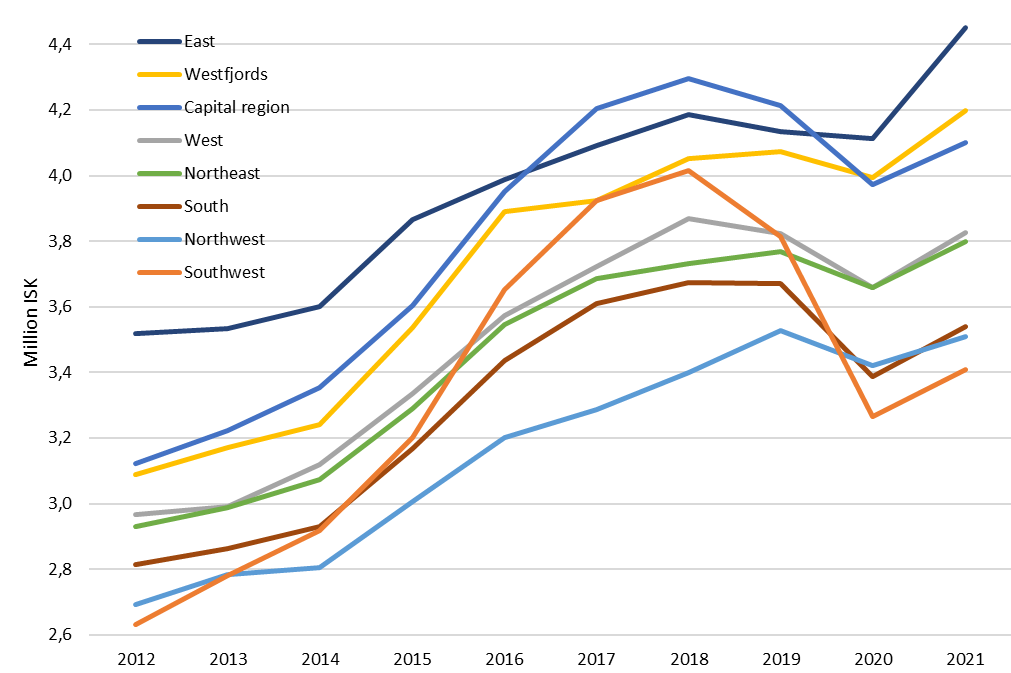 4,4
4,2
4,0
3,8
3,6
3,4
3,2
3,0
2,8
2,6
Million ISK
East
Westfjords
Capital region
West
Northeast
South
Northwest
Southwest
2012 2013 2014 2015 2016 2017 2018 2019 2020 2021